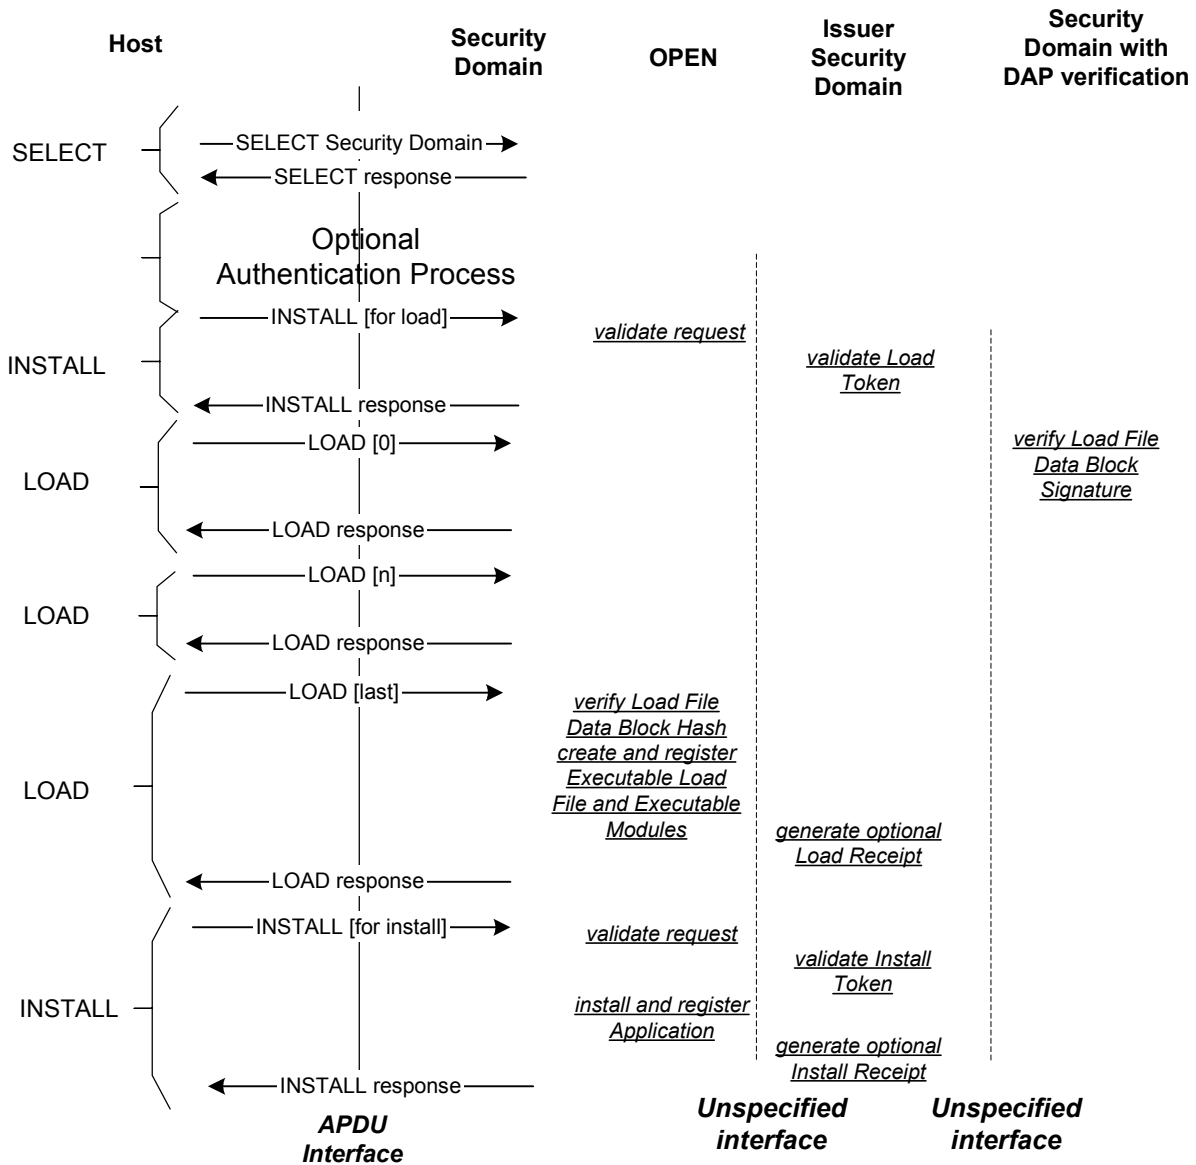 Host
Security
Domain
OPEN
Issuer
Security
Domain
Security
Domain with
DAP verification
SELECT
SELECT Security Domain
SELECT response
Optional
Authentication Process
INSTALL
INSTALL [for load]
validate request
validate Load
Token
INSTALL response
LOAD
LOAD [0]
verify Load File
Data Block
Signature
LOAD response
LOAD
LOAD [n]
LOAD response
LOAD
LOAD [last]
verify Load File
Data Block Hash
create and register
Executable Load
File and Executable
Modules
generate optional
Load Receipt
LOAD response
INSTALL
INSTALL [for install]
validate request
validate Install
Token
install and register
Application
generate optional
Install Receipt
INSTALL response
APDU
Interface
Unspecified
interface
Unspecified
interface